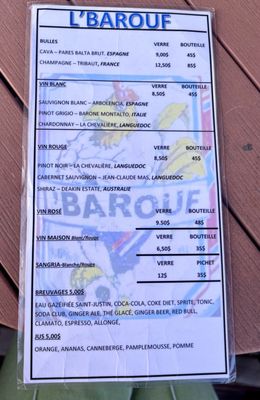 L'BAROUF
BULLES VERRE BOUTEILLE
CAVA – PARES BALTA BRUT. ESPAGNE 9,00$ 45$
CHAMPAGNE – TRIBAUT, FRANCE 12,50$ 85$
VIN BLANC VERRE BOUTEILLE
8,50$ 45$
SAUVIGNON BLANC – ARBOLENCIA, ESPAGNE
PINOT GRIGIO – BARONE MONTALTO, ITALIE
CHARDONNAY – LA CHEVALIÈRE, LANGUEDOC
VIN ROUGE VERRE BOUTEILLE
8,50$ 45$
PINOT NOIR – LA CHEVALIÈRE, LANGUEDOC
CABERNET SAUVIGNON – JEAN-CLAUDE MAS, LANGUEDOC
SHIRAZ – DEAKIN ESTATE, AUSTRALIE
L'BAROUF
VIN ROSÉ VERRE BOUTEILLE
9,50$ 48$
VIN MAISON Blanc/Rouge VERRE BOUTEILLE
6,50$ 35$
SANGRIA-Blanche/Rouge VERRE PICHET
12$ 35$
BREUVAGES 5,00$
EAU GAZÉIFIÉE SAINT-JUSTIN, COCA-COLA, COKE DIET, SPRITE, TONIC,
SODA CLUB, GINGER ALE, THÉ GLACÉ, GINGER BEER, RED BULL,
CLAMATO, ESPRESSO, ALLONGE,
JUS 5,00$
ORANGE, ANANAS, CANNEBERGE, PAMPLEMOUSSE, POMME